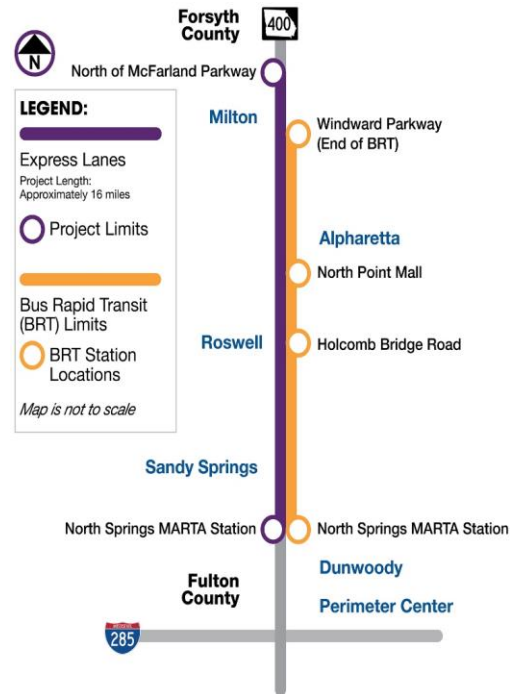 Forsyth
County
400
N
North of McFarland Parkway
LEGEND:
Express Lanes
Project Length:
Approximately 16 miles
Project Limits
Bus Rapid Transit
(BRT) Limits
BRT Station
Locations
Map is not to scale
Milton
Windward Parkway
(End of BRT)
Alpharetta
North Point Mall
Roswell
Holcomb Bridge Road
Sandy Springs
North Springs MARTA Station
North Springs MARTA Station
Dunwoody
Fulton
County
Perimeter Center
285